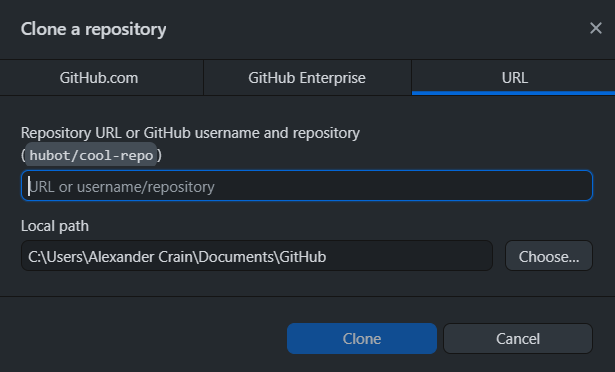 Clone a repository
GitHub.com
GitHub Enterprise
URL
Repository URL or GitHub username and repository
(hubot/cool-repo)
URL or username/repository
Local path
C:\Users\Alexander Crain\Documents\GitHub
Choose...
Clone
Cancel